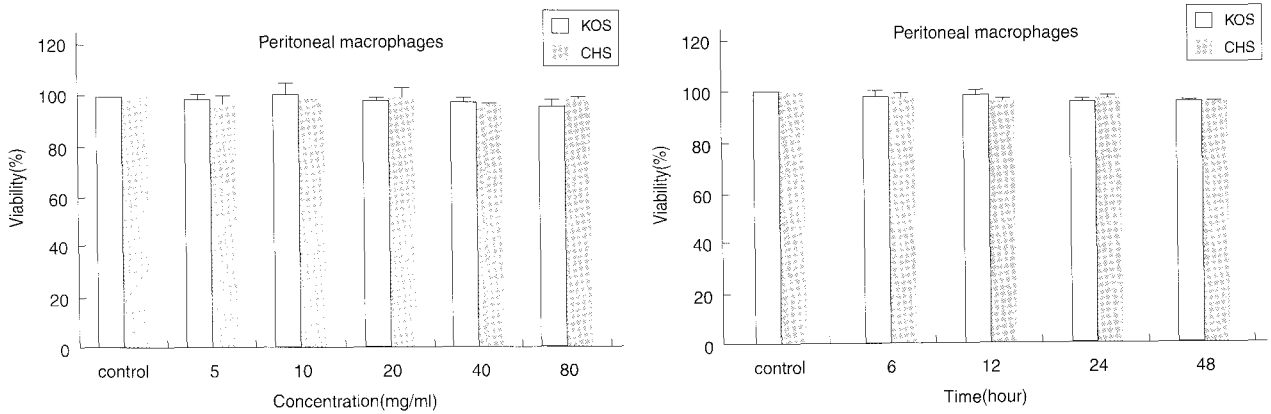 Peritoneal macrophages
KOS
CHS
Viability(%)
120
100
80
60
40
20
0
control 5 10 20 40 80
Concentration(mg/ml)
Peritoneal macrophages
KOS
CHS
Viability(%)
120
100
80
60
40
20
0
control 6 12 24 48
Time(hour)